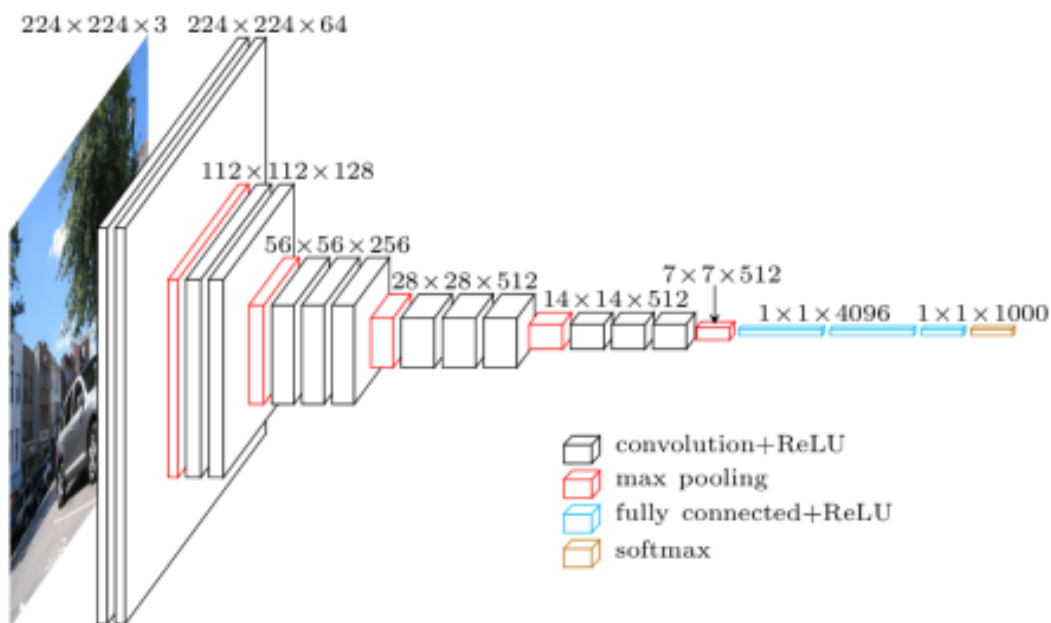 224×224×3
224×224×64
112×112×128
56×56×256
28×28×512
14×14×512
7×7×512
1×1×4096
1×1×1000
convolution+ReLU
max pooling
fully connected+ReLU
softmax